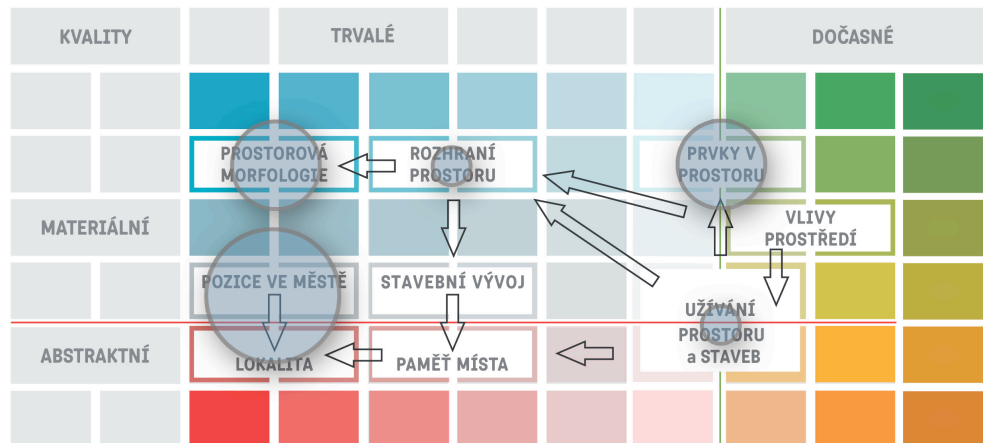 KVALITY
TRVALÉ
DOČASNÉ
PROSTOROVÁ
MORFOLOGIE
ROZHRANÍ
PROSTORU
PRVKY V
PROSTORU
MATERIÁLNÍ
VLIVY
PROSTŘEDÍ
POZICE VE MĚSTĚ
STAVEBNÍ VÝVOJ
UŽÍVÁNÍ
PROSTORU
a STAVEB
ABSTRAKTNÍ
LOKALITA
PAMĚŤ MÍSTA